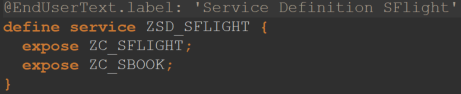 @EndUserText.label: 'Service Definition SFlight'
define service ZSD_SFLIGHT {
  expose ZC_SFLIGHT;
  expose ZC_SBOOK;
}